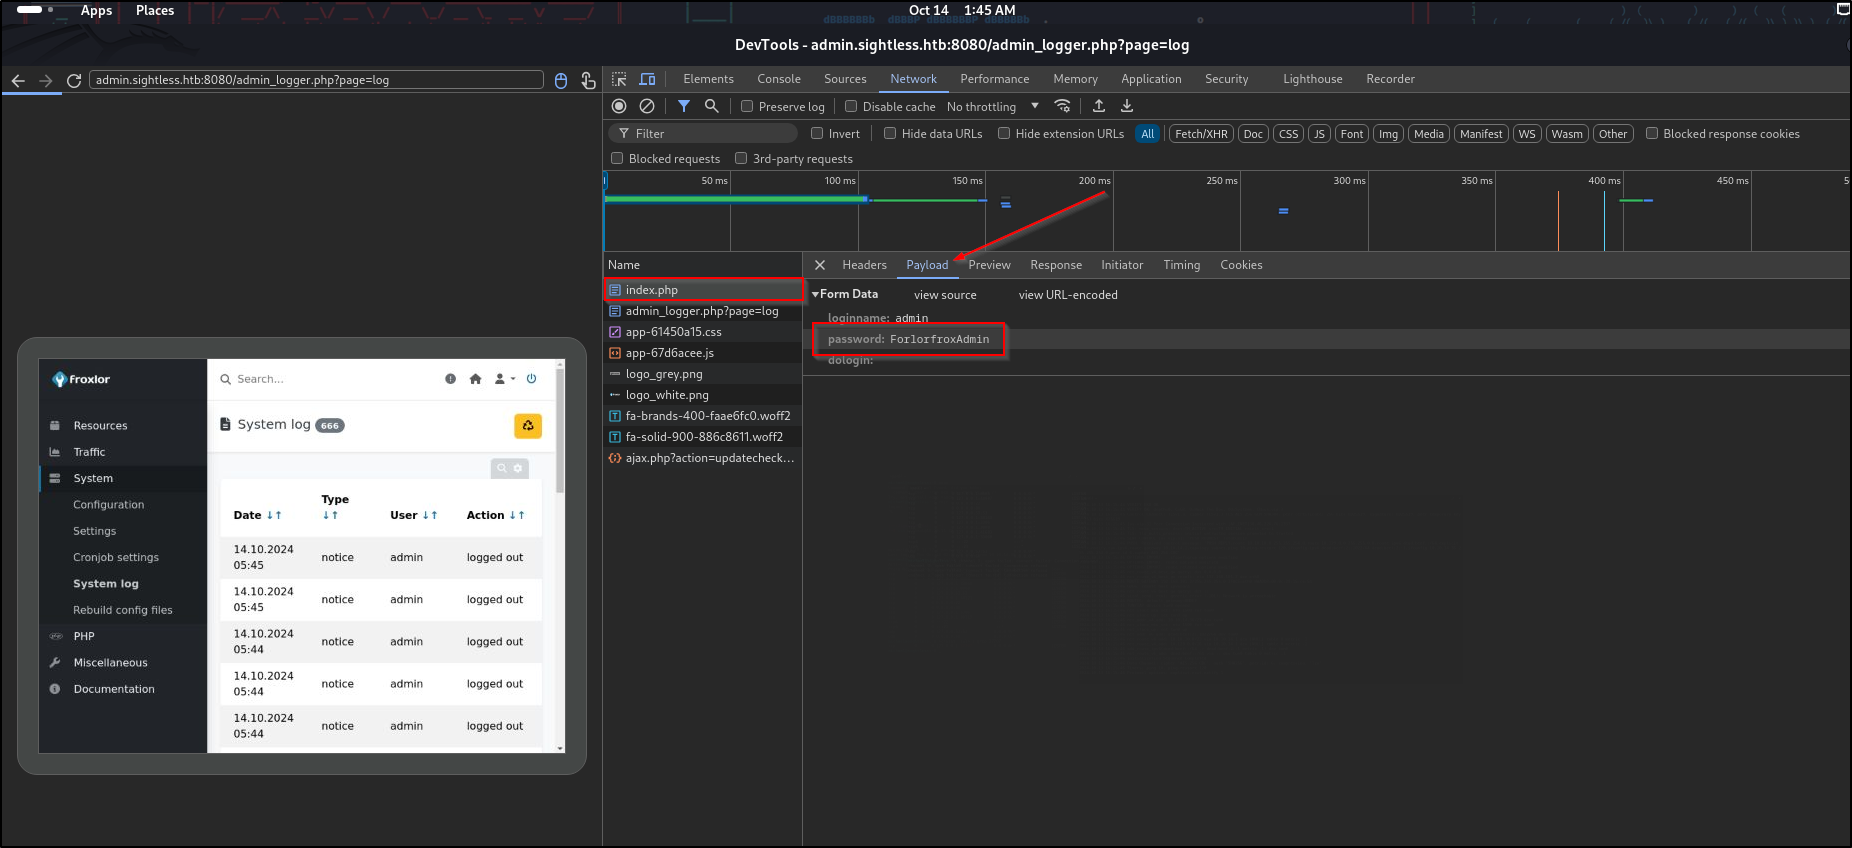 Apps Places Oct 14 1:45 AM
DevTools - admin.sightless.htb:8080/admin_logger.php?page=log
admin.sightless.htb:8080/admin_logger.php?page=log
Elements Console Sources Network Performance Memory Application Security Lighthouse Recorder
Preserve log Disable cache No throttling
Filter Invert Hide data URLs Hide extension URLs All Fetch/XHR Doc CSS JS Font Img Media Manifest WS Wasm Other Blocked response cookies
Blocked requests 3rd-party requests
50 ms 100 ms 150 ms 200 ms 250 ms 300 ms 350 ms 400 ms 450 ms
Name
index.php
admin_logger.php?page=log
app-61450a15.css
app-67d6acee.js
logo_grey.png
logo_white.png
fa-brands-400-faae6fc0.woff2
fa-solid-900-886c8611.woff2
ajax.php?action=updatecheck...
Headers Payload Preview Response Initiator Timing Cookies
Form Data view source view URL-encoded
loginname: admin
password: ForlorfroxAdmin
dologin:
froxlor
Resources
Traffic
System
Configuration
Settings
Cronjob settings
System log
Rebuild config files
PHP
Miscellaneous
Documentation
Search...
System log 666
Date Type User Action
14.10.2024 05:45 notice admin logged out
14.10.2024 05:45 notice admin logged out
14.10.2024 05:44 notice admin logged out
14.10.2024 05:44 notice admin logged out
14.10.2024 05:44 notice admin logged out